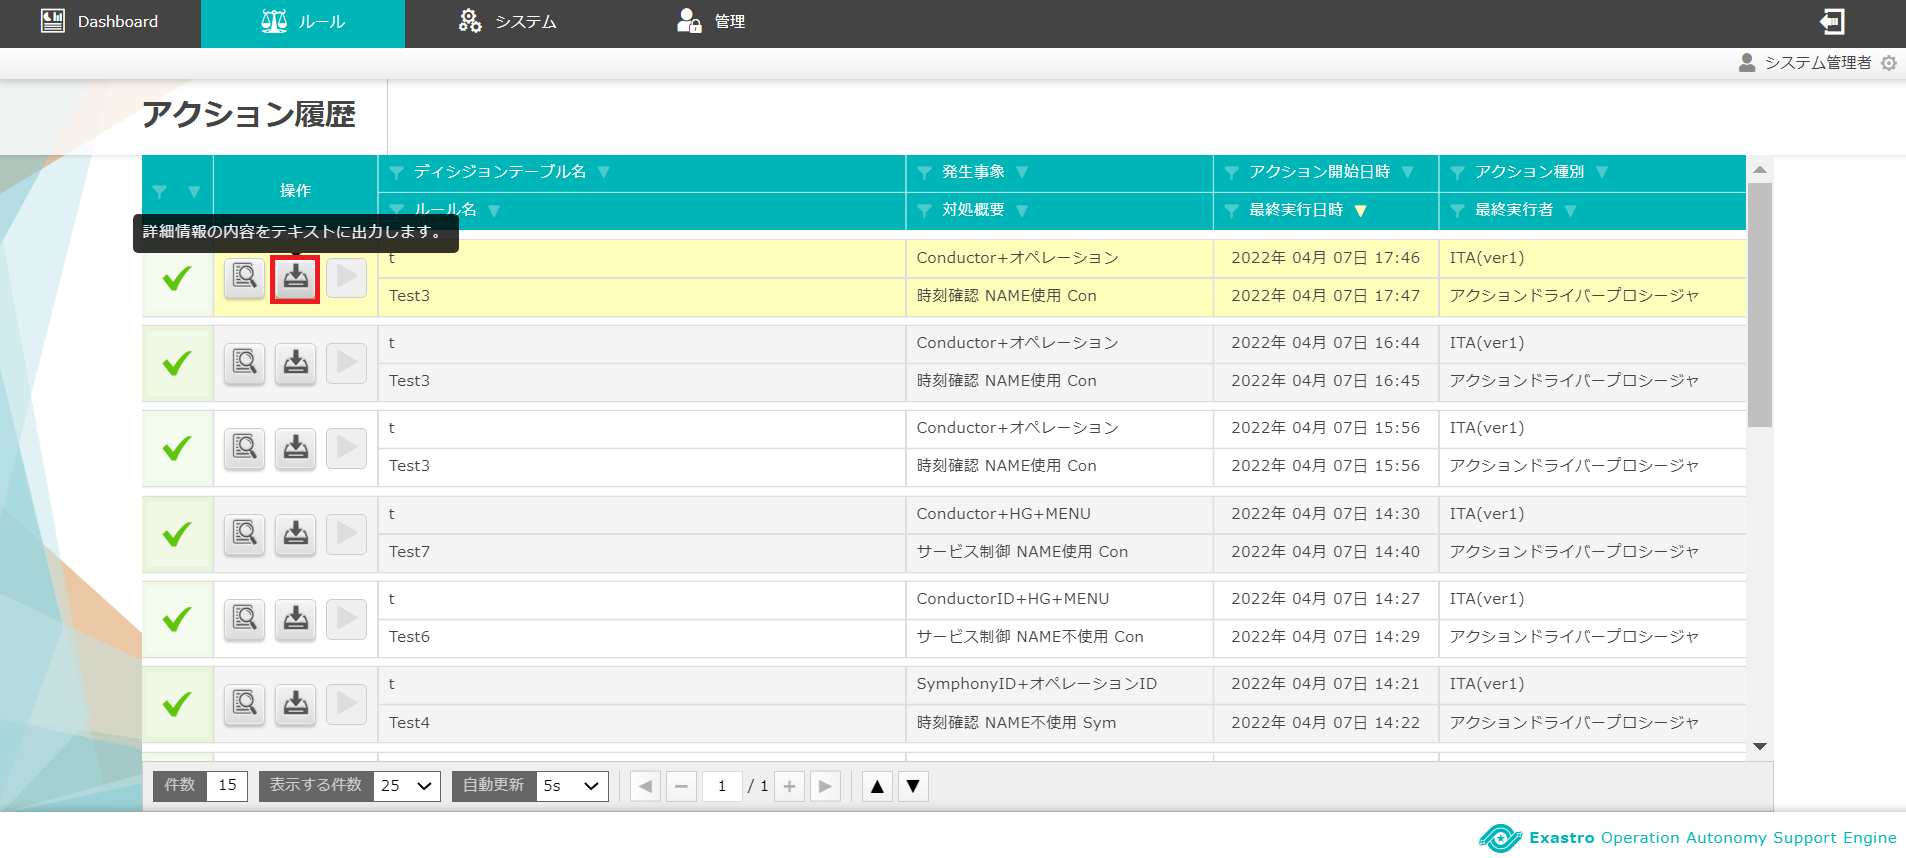 Dashboard ルール システム 管理
システム管理者
アクション履歴
操作 ディシジョンテーブル名 発生事象 アクション開始日時 アクション種別
ルール名 対処概要 最終実行日時 最終実行者
詳細情報の内容をテキストに出力します。
t Conductor+オペレーション 2022年 04月 07日 17:46 ITA(ver1)
Test3 時刻確認 NAME使用 Con 2022年 04月 07日 17:47 アクションドライバープロシージャ
t Conductor+オペレーション 2022年 04月 07日 16:44 ITA(ver1)
Test3 時刻確認 NAME使用 Con 2022年 04月 07日 16:45 アクションドライバープロシージャ
t Conductor+オペレーション 2022年 04月 07日 15:56 ITA(ver1)
Test3 時刻確認 NAME使用 Con 2022年 04月 07日 15:56 アクションドライバープロシージャ
t Conductor+HG+MENU 2022年 04月 07日 14:30 ITA(ver1)
Test7 サービス制御 NAME使用 Con 2022年 04月 07日 14:40 アクションドライバープロシージャ
t ConductorID+HG+MENU 2022年 04月 07日 14:27 ITA(ver1)
Test6 サービス制御 NAME不使用 Con 2022年 04月 07日 14:29 アクションドライバープロシージャ
t SymphonyID+オペレーションID 2022年 04月 07日 14:21 ITA(ver1)
Test4 時刻確認 NAME不使用 Sym 2022年 04月 07日 14:22 アクションドライバープロシージャ
件数 15 表示する件数 25 自動更新 5s 1 / 1
Exastro Operation Autonomy Support Engine